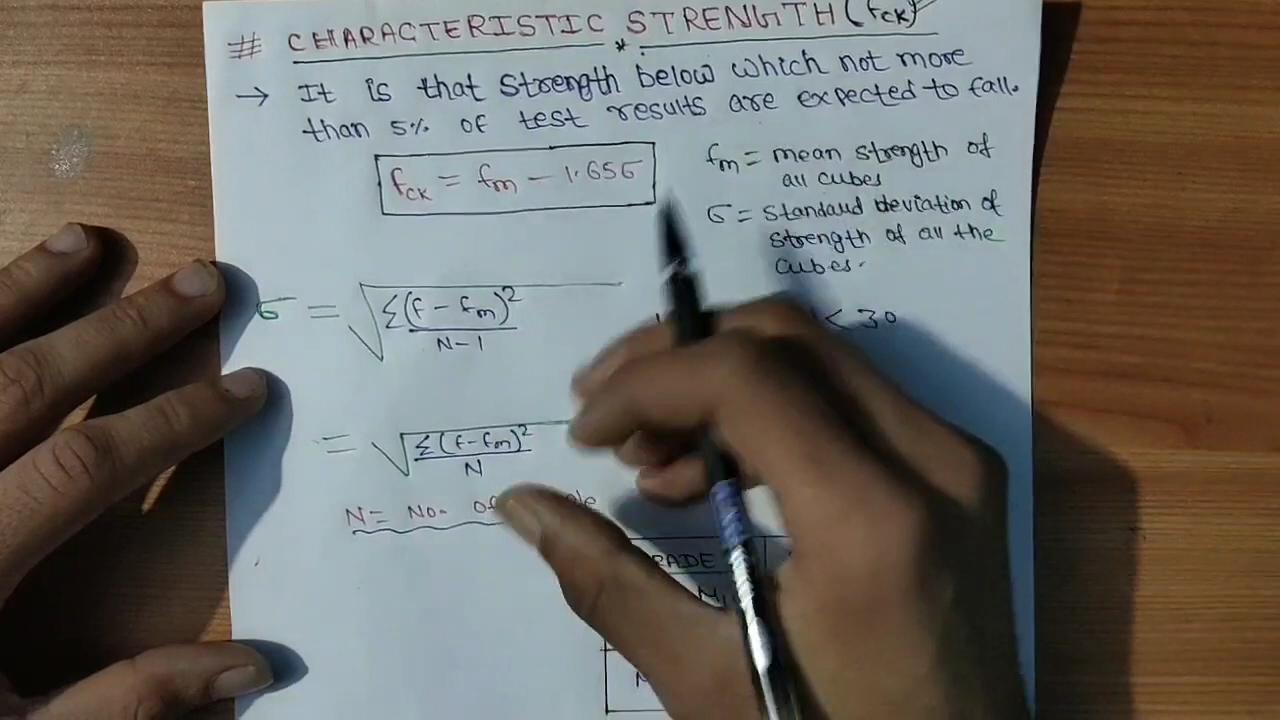 # CHARACTERISTIC STRENGTH (fck)
→ It is that strength below which not more
than 5% of test results are expected to fall.
fck = fm - 1.65σ
fm = mean strength of
all cubes
σ = standaud deviation of
strength of all the
cubes.
σ = √Σ(f - fm)²/N-1
< 30
= √Σ(f-fm)²/N
N = No. of